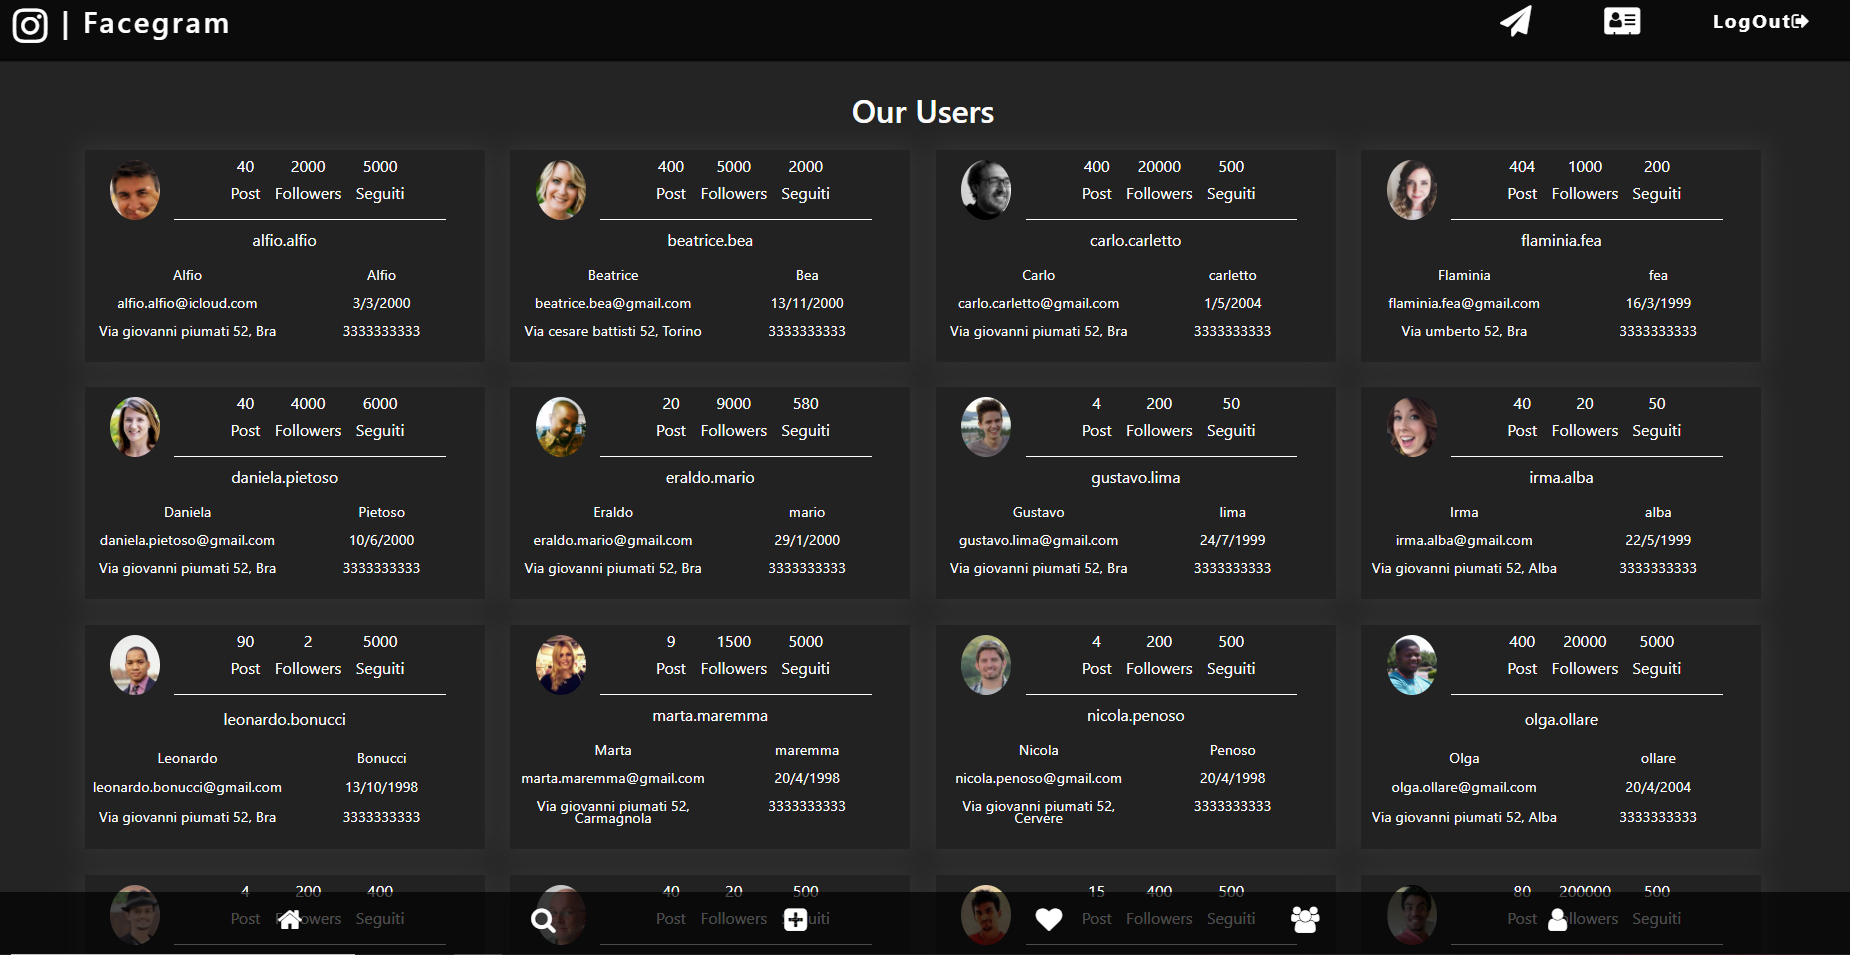 | Facegram
LogOut
Our Users
40 2000 5000
Post Followers Seguiti
alfio.alfio
Alfio Alfio
alfio.alfio@icloud.com 3/3/2000
Via giovanni piumati 52, Bra 3333333333
400 5000 2000
Post Followers Seguiti
beatrice.bea
Beatrice Bea
beatrice.bea@gmail.com 13/11/2000
Via cesare battisti 52, Torino 3333333333
400 20000 500
Post Followers Seguiti
carlo.carletto
Carlo carletto
carlo.carletto@gmail.com 1/5/2004
Via giovanni piumati 52, Bra 3333333333
404 1000 200
Post Followers Seguiti
flaminia.fea
Flaminia fea
flaminia.fea@gmail.com 16/3/1999
Via umberto 52, Bra 3333333333
40 4000 6000
Post Followers Seguiti
daniela.pietoso
Daniela Pietoso
daniela.pietoso@gmail.com 10/6/2000
Via giovanni piumati 52, Bra 3333333333
20 9000 580
Post Followers Seguiti
eraldo.mario
Eraldo mario
eraldo.mario@gmail.com 29/1/2000
Via giovanni piumati 52, Bra 3333333333
4 200 50
Post Followers Seguiti
gustavo.lima
Gustavo lima
gustavo.lima@gmail.com 24/7/1999
Via giovanni piumati 52, Bra 3333333333
40 20 50
Post Followers Seguiti
irma.alba
Irma alba
irma.alba@gmail.com 22/5/1999
Via giovanni piumati 52, Alba 3333333333
90 2 5000
Post Followers Seguiti
leonardo.bonucci
Leonardo Bonucci
leonardo.bonucci@gmail.com 13/10/1998
Via giovanni piumati 52, Bra 3333333333
9 1500 5000
Post Followers Seguiti
marta.maremma
Marta maremma
marta.maremma@gmail.com 20/4/1998
Via giovanni piumati 52, 3333333333
Carmagnola
4 200 500
Post Followers Seguiti
nicola.penoso
Nicola Penoso
nicola.penoso@gmail.com 20/4/1998
Via giovanni piumati 52, 3333333333
Cervere
400 20000 5000
Post Followers Seguiti
olga.ollare
Olga ollare
olga.ollare@gmail.com 20/4/2004
Via giovanni piumati 52, Alba 3333333333
4 200 400
Post Followers Seguiti
40 20 500
Post Followers Seguiti
15 400 500
Post Followers Seguiti
80 200000 500
Post Followers Seguiti